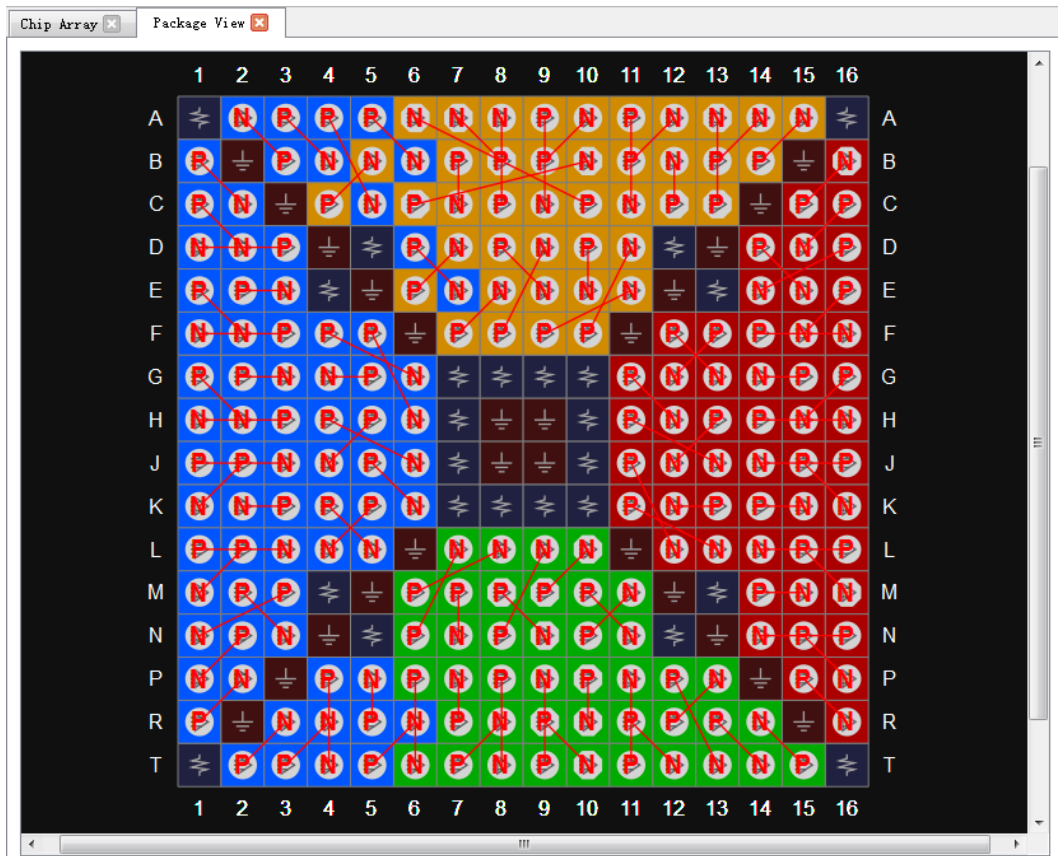 Chip Array
Package View
1 2 3 4 5 6 7 8 9 10 11 12 13 14 15 16
A N P P P N N N P N P N N N N A
B P P N N N P P P N P N P P N B
C P N P N P N P N P N P P P P C
D N N P P N P N P N P N P D
E P P N P N N N N N N N P E
F N N P P P P P P P P P P N N F
G P P N N P N P N N N P P G
H N N P P P N P N P P N N H
J P P N N P N P N N N P P J
K N N P P P N P P P P N N K
L P P N N N N N N N N N N P P L
M N P P P P P P P N P N N M
N N P N P N P N P N N P P N
P N N P N P N P N P N P N P N P
R P N N P N P N P N P P P N N R
T P P N P N P N P N P N N N P T
1 2 3 4 5 6 7 8 9 10 11 12 13 14 15 16